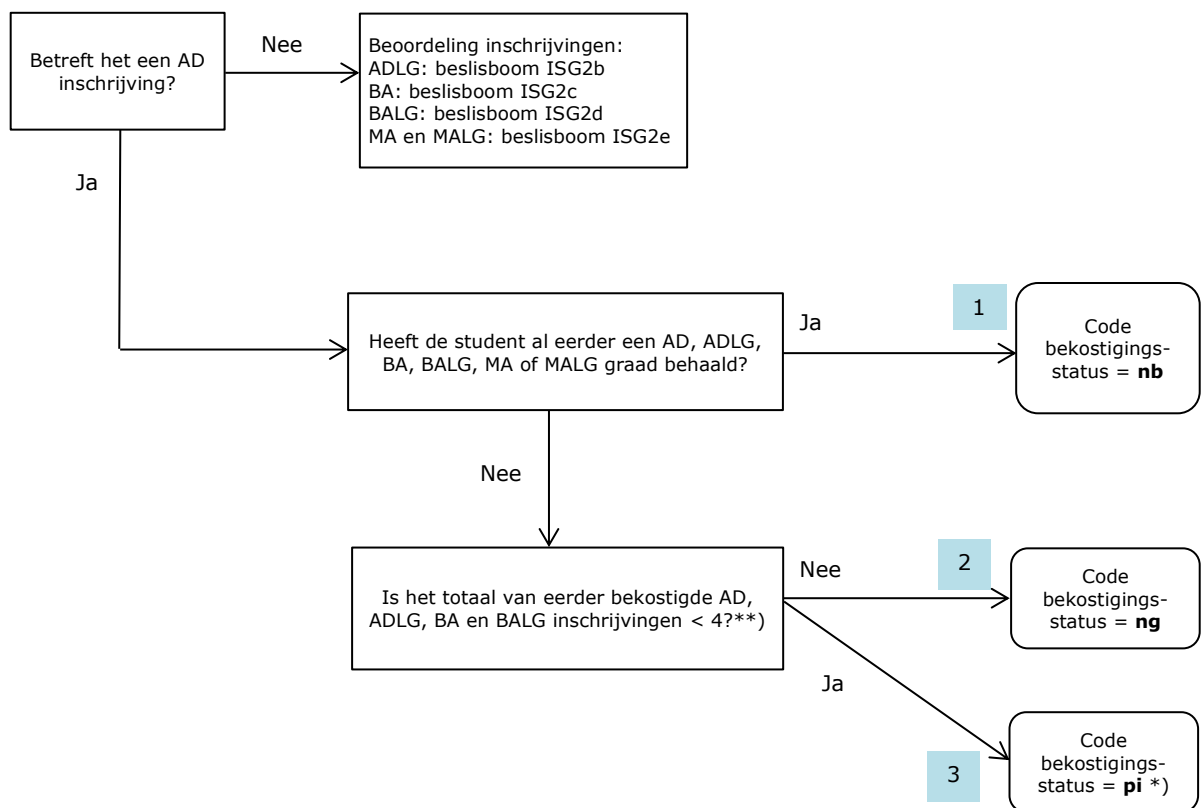 Betreft het een AD
inschrijving?
Nee
Beoordeling inschrijvingen:
ADLG: beslisboom ISG2b
BA: beslisboom ISG2c
BALG: beslisboom ISG2d
MA en MALG: beslisboom ISG2e
Ja
Heeft de student al eerder een AD, ADLG,
BA, BALG, MA of MALG graad behaald?
Ja
1
Code
bekostigings-
status = nb
Nee
Is het totaal van eerder bekostigde AD,
ADLG, BA en BALG inschrijvingen < 4?**)
Nee
2
Code
bekostigings-
status = ng
Ja
3
Code
bekostigings-
status = pi *)